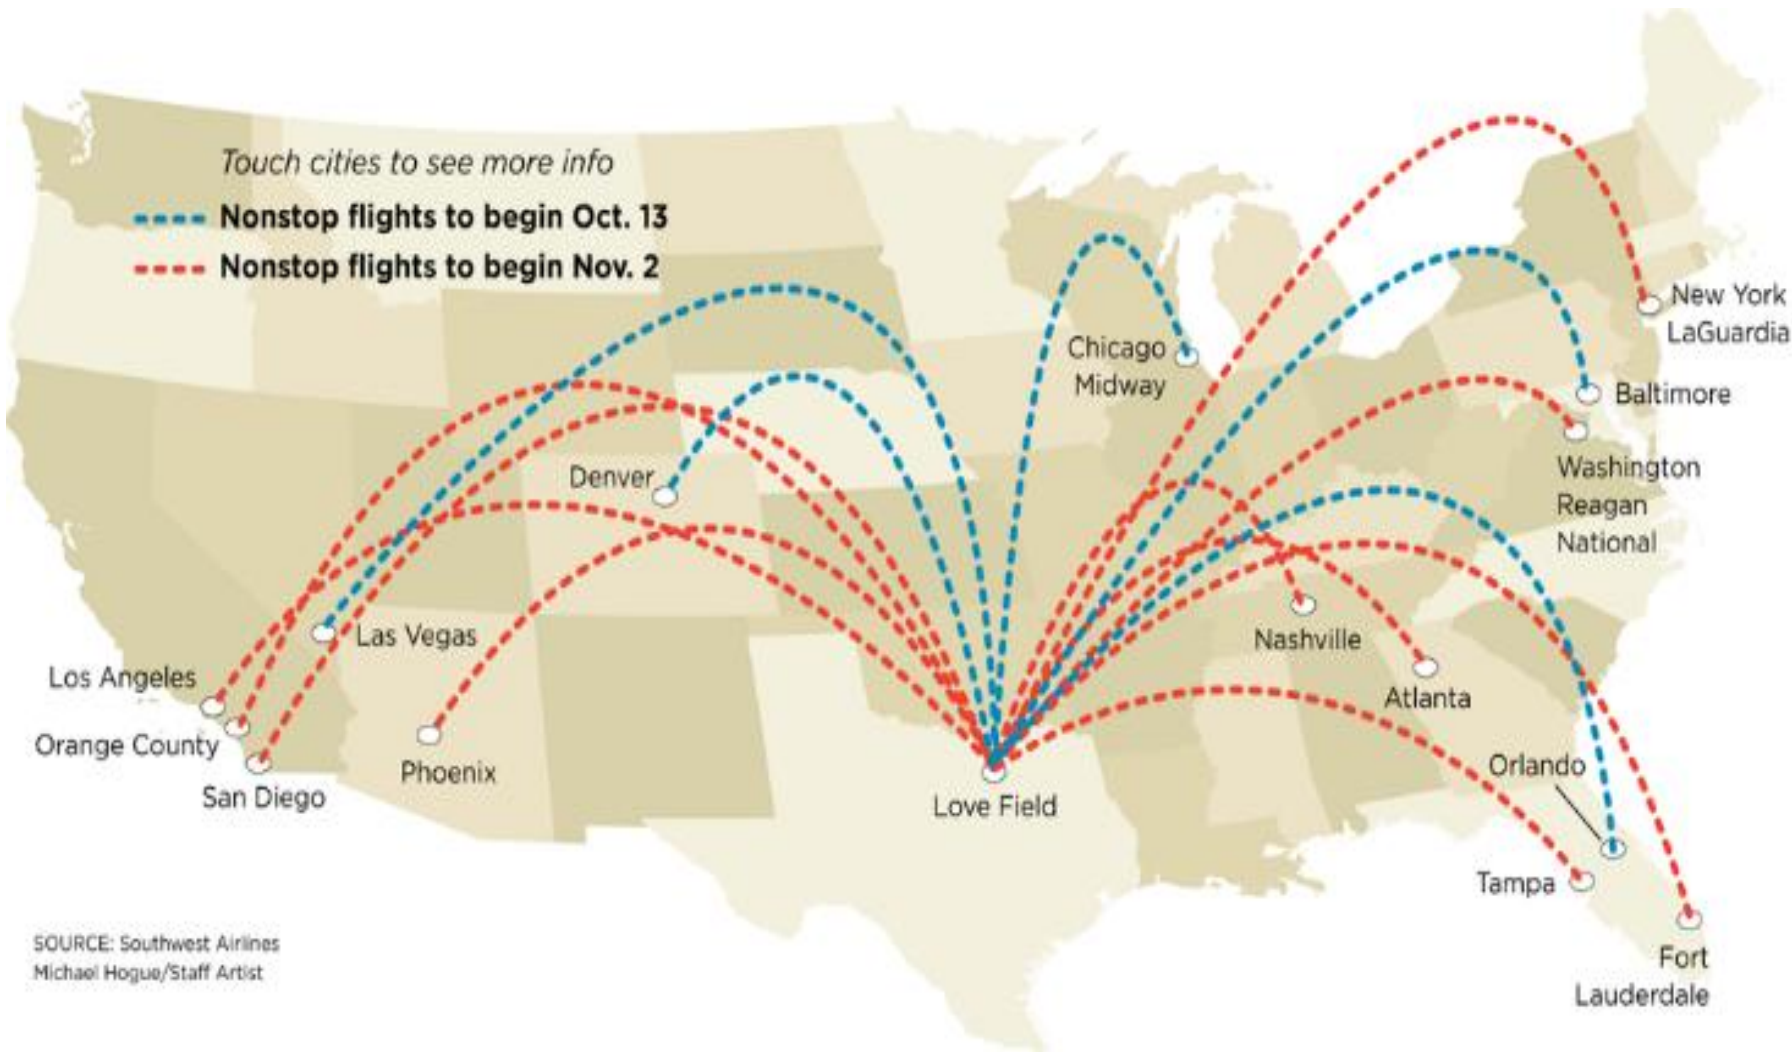 Touch cities to see more info
Nonstop flights to begin Oct. 13
Nonstop flights to begin Nov. 2
New York
LaGuardia
Chicago
Midway
Baltimore
Denver
Washington
Reagan
National
Las Vegas
Nashville
Los Angeles
Atlanta
Orange County
Phoenix
San Diego
Love Field
Orlando
Tampa
Fort
Lauderdale
SOURCE: Southwest Airlines
Michael Hogue/Staff Artist